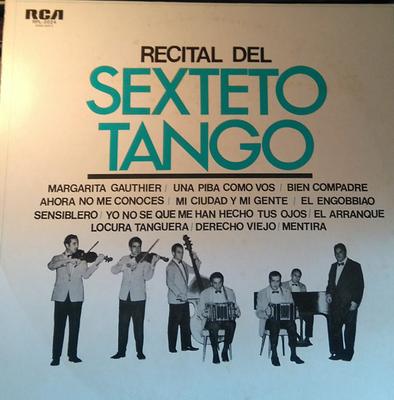 RCA
RECITAL DEL
SEXTETO
TANGO
MARGARITA GAUTHIER / UNA PIBA COMO VOS / BIEN COMPADRE
AHORA NO ME CONOCES / MI CIUDAD Y MI GENTE / EL ENGOBBIAO
SENSIBLERO / YO NO SE QUE ME HAN HECHO TUS OJOS / EL ARRANQUE
LOCURA TANGUERA / DERECHO VIEJO / MENTIRA